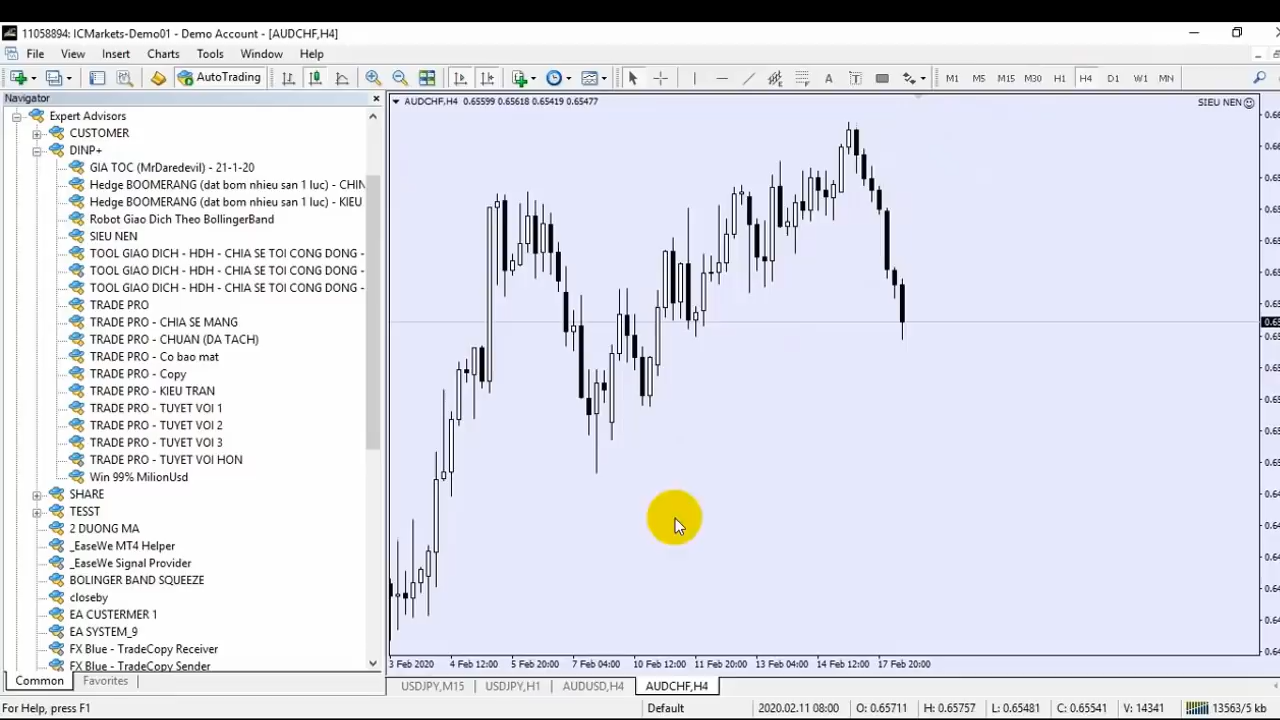 11058894: ICMarkets-Demo01 - Demo Account - [AUDCHF,H4]
File View Insert Charts Tools Options Window Help
AutoTrading
M1 M5 M15 M30 H1 H4 D1 W1 MN
Navigator
Expert Advisors
CUSTOMER
DINP+
GIA TOC (MrDaredevil) - 21-1-20
Hedge BOOMERANG (dat bom nhieu san 1 luc) - CHIN
Hedge BOOMERANG (dat bom nhieu san 1 luc) - KIEU
Robot Giao Dich Theo BollingerBand
SIEU NEN
TOOL GIAO DICH - HDH - CHIA SE TOI CONG DONG -
TOOL GIAO DICH - HDH - CHIA SE TOI CONG DONG -
TOOL GIAO DICH - HDH - CHIA SE TOI CONG DONG -
TRADE PRO
TRADE PRO - CHIA SE MANG
TRADE PRO - CHUAN (DA TACH)
TRADE PRO - Co bao mat
TRADE PRO - Copy
TRADE PRO - KIEU TRAN
TRADE PRO - TUYET VOI 1
TRADE PRO - TUYET VOI 2
TRADE PRO - TUYET VOI 3
TRADE PRO - TUYET VOI HON
Win 99% MilionUsd
SHARE
TESST
2 DUONG MA
_EaseWe MT4 Helper
_EaseWe Signal Provider
BOLINGER BAND SQUEEZE
closeby
EA CUSTERMER 1
EA SYSTEM_9
FX Blue - TradeCopy Receiver
FX Blue - TradeCopy Sender
Common Favorites
AUDCHF,H4 0.65599 0.65618 0.65419 0.65477
SIEU NEN
3 Feb 2020 4 Feb 12:00 5 Feb 20:00 7 Feb 04:00 10 Feb 12:00 11 Feb 20:00 13 Feb 04:00 14 Feb 12:00 17 Feb 20:00
USDJPY,M15 USDJPY,H1 AUDUSD,H4 AUDCHF,H4
For Help, press F1
Default
2020.02.11 08:00
O: 0.65711
H: 0.65757
L: 0.65481
C: 0.65541
V: 14341
13563/5 kb